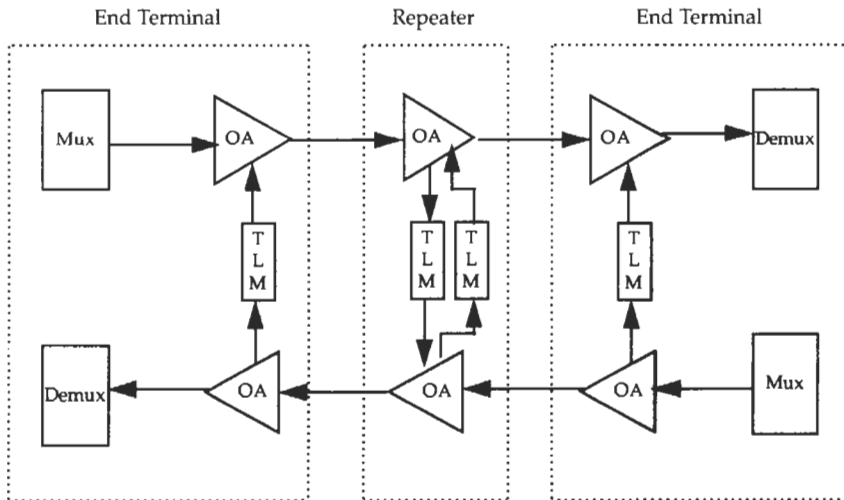 End Terminal
Repeater
End Terminal
Mux
OA
OA
OA
Demux
T
L
M
T
L
M
T
L
M
T
L
M
Demux
OA
OA
OA
Mux